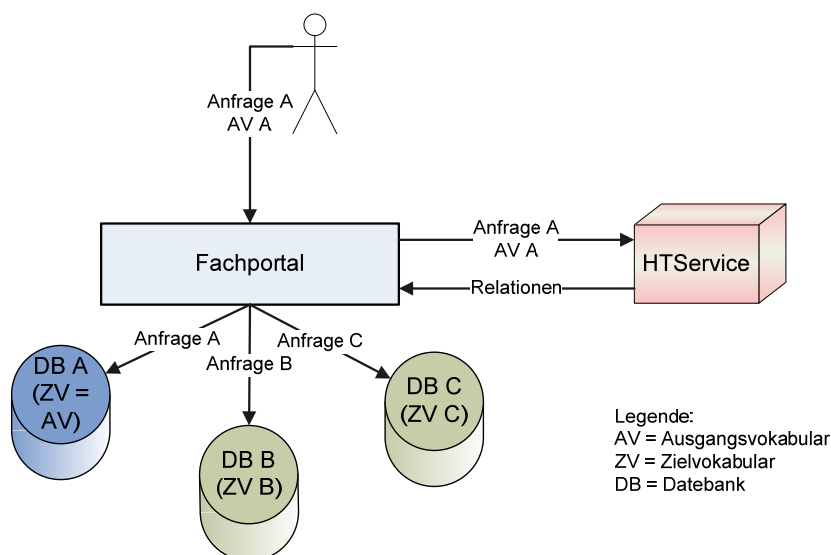 Anfrage A
AV A
Fachportal
Anfrage A
AV A
HTService
Relationen
Anfrage A
Anfrage B
Anfrage C
DB A
(ZV =
AV)
DB B
(ZV B)
DB C
(ZV C)
Legende:
AV = Ausgangsvokabular
ZV = Zielvokabular
DB = Datebank